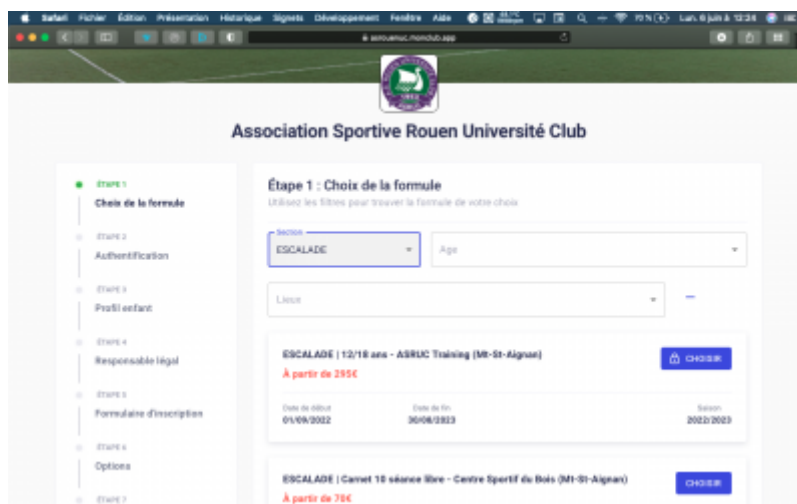 Safari Fichier Édition Présentation Historique Signets Développement Fenêtre Aide
Lun. 6 juin à 12:24
asrouenuc.monclub.app
Association Sportive Rouen Université Club
ÉTAPE 1
Choix de la formule
ÉTAPE 2
Authentification
ÉTAPE 3
Profil enfant
ÉTAPE 4
Responsable légal
ÉTAPE 5
Formulaire d'inscription
ÉTAPE 6
Options
ÉTAPE 7
Étape 1 : Choix de la formule
Utilisez les filtres pour trouver la formule de votre choix
Section
ESCALADE
Age
Lieux
ESCALADE | 12/18 ans - ASRUC Training (Mt-St-Aignan)
À partir de 295€
CHOISIR
Date de début
01/09/2022
Date de fin
30/06/2023
Saison
2022/2023
ESCALADE | Carnet 10 séance libre - Centre Sportif du Bois (Mt-St-Aignan)
À partir de 70€
CHOISIR